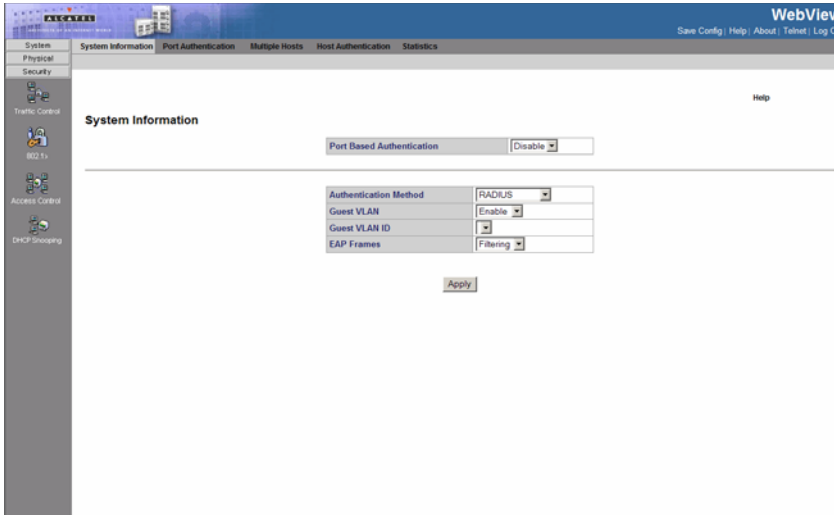 ALCATEL
WebView
Save Config | Help | About | Telnet | Log
System
Physical
Security
System Information Port Authentication Multiple Hosts Host Authentication Statistics
Traffic Control
802.1x
Access Control
DHCP Snooping
Help
System Information
Port Based Authentication Disable
Authentication Method RADIUS
Guest VLAN Enable
Guest VLAN ID
EAP Frames Filtering
Apply